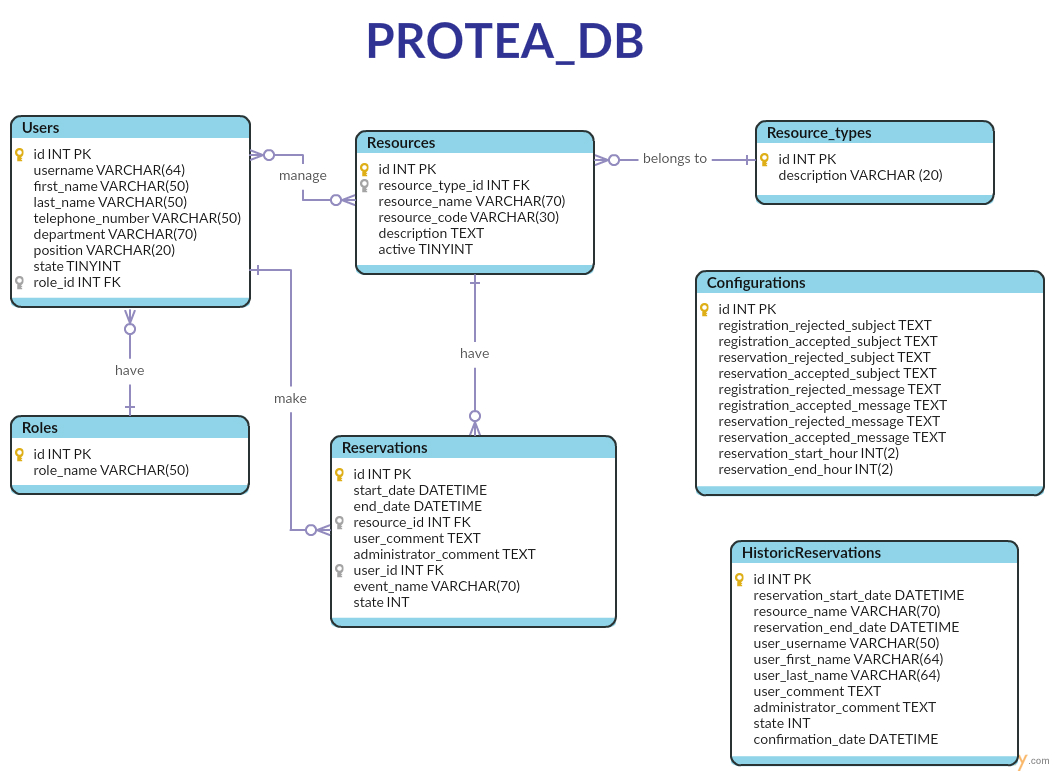 PROTEA_DB
Users
id INT PK
username VARCHAR(64)
first_name VARCHAR(50)
last_name VARCHAR(50)
telephone_number VARCHAR(50)
department VARCHAR(70)
position VARCHAR(20)
state TINYINT
role_id INT FK
manage
Resources
id INT PK
resource_type_id INT FK
resource_name VARCHAR(70)
resource_code VARCHAR(30)
description TEXT
active TINYINT
belongs to
Resource_types
id INT PK
description VARCHAR (20)
have
make
have
Roles
id INT PK
role_name VARCHAR(50)
Reservations
id INT PK
start_date DATETIME
end_date DATETIME
resource_id INT FK
user_comment TEXT
administrator_comment TEXT
user_id INT FK
event_name VARCHAR(70)
state INT
Configurations
id INT PK
registration_rejected_subject TEXT
registration_accepted_subject TEXT
reservation_rejected_subject TEXT
reservation_accepted_subject TEXT
registration_rejected_message TEXT
registration_accepted_message TEXT
reservation_rejected_message TEXT
reservation_accepted_message TEXT
reservation_start_hour INT(2)
reservation_end_hour INT(2)
HistoricReservations
id INT PK
reservation_start_date DATETIME
resource_name VARCHAR(70)
reservation_end_date DATETIME
user_username VARCHAR(50)
user_first_name VARCHAR(64)
user_last_name VARCHAR(64)
user_comment TEXT
administrator_comment TEXT
state INT
confirmation_date DATETIME
y.com